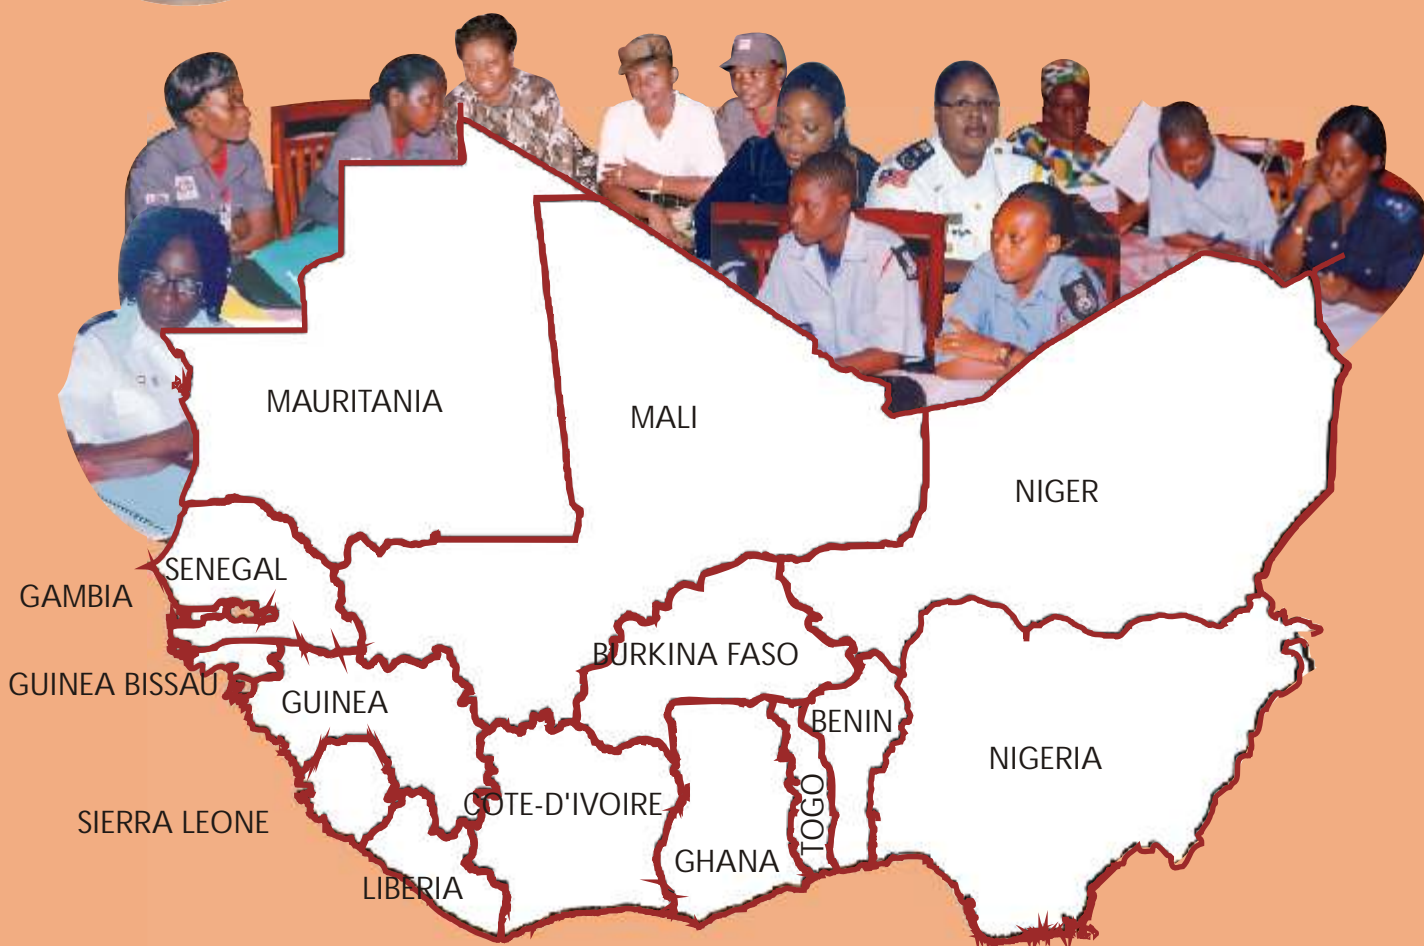 MAURITANIA
MALI
NIGER
SENEGAL
GAMBIA
BURKINA FASO
GUINEA BISSAU
GUINEA
BENIN
NIGERIA
COTE-D'IVOIRE
TOGO
SIERRA LEONE
GHANA
LIBERIA